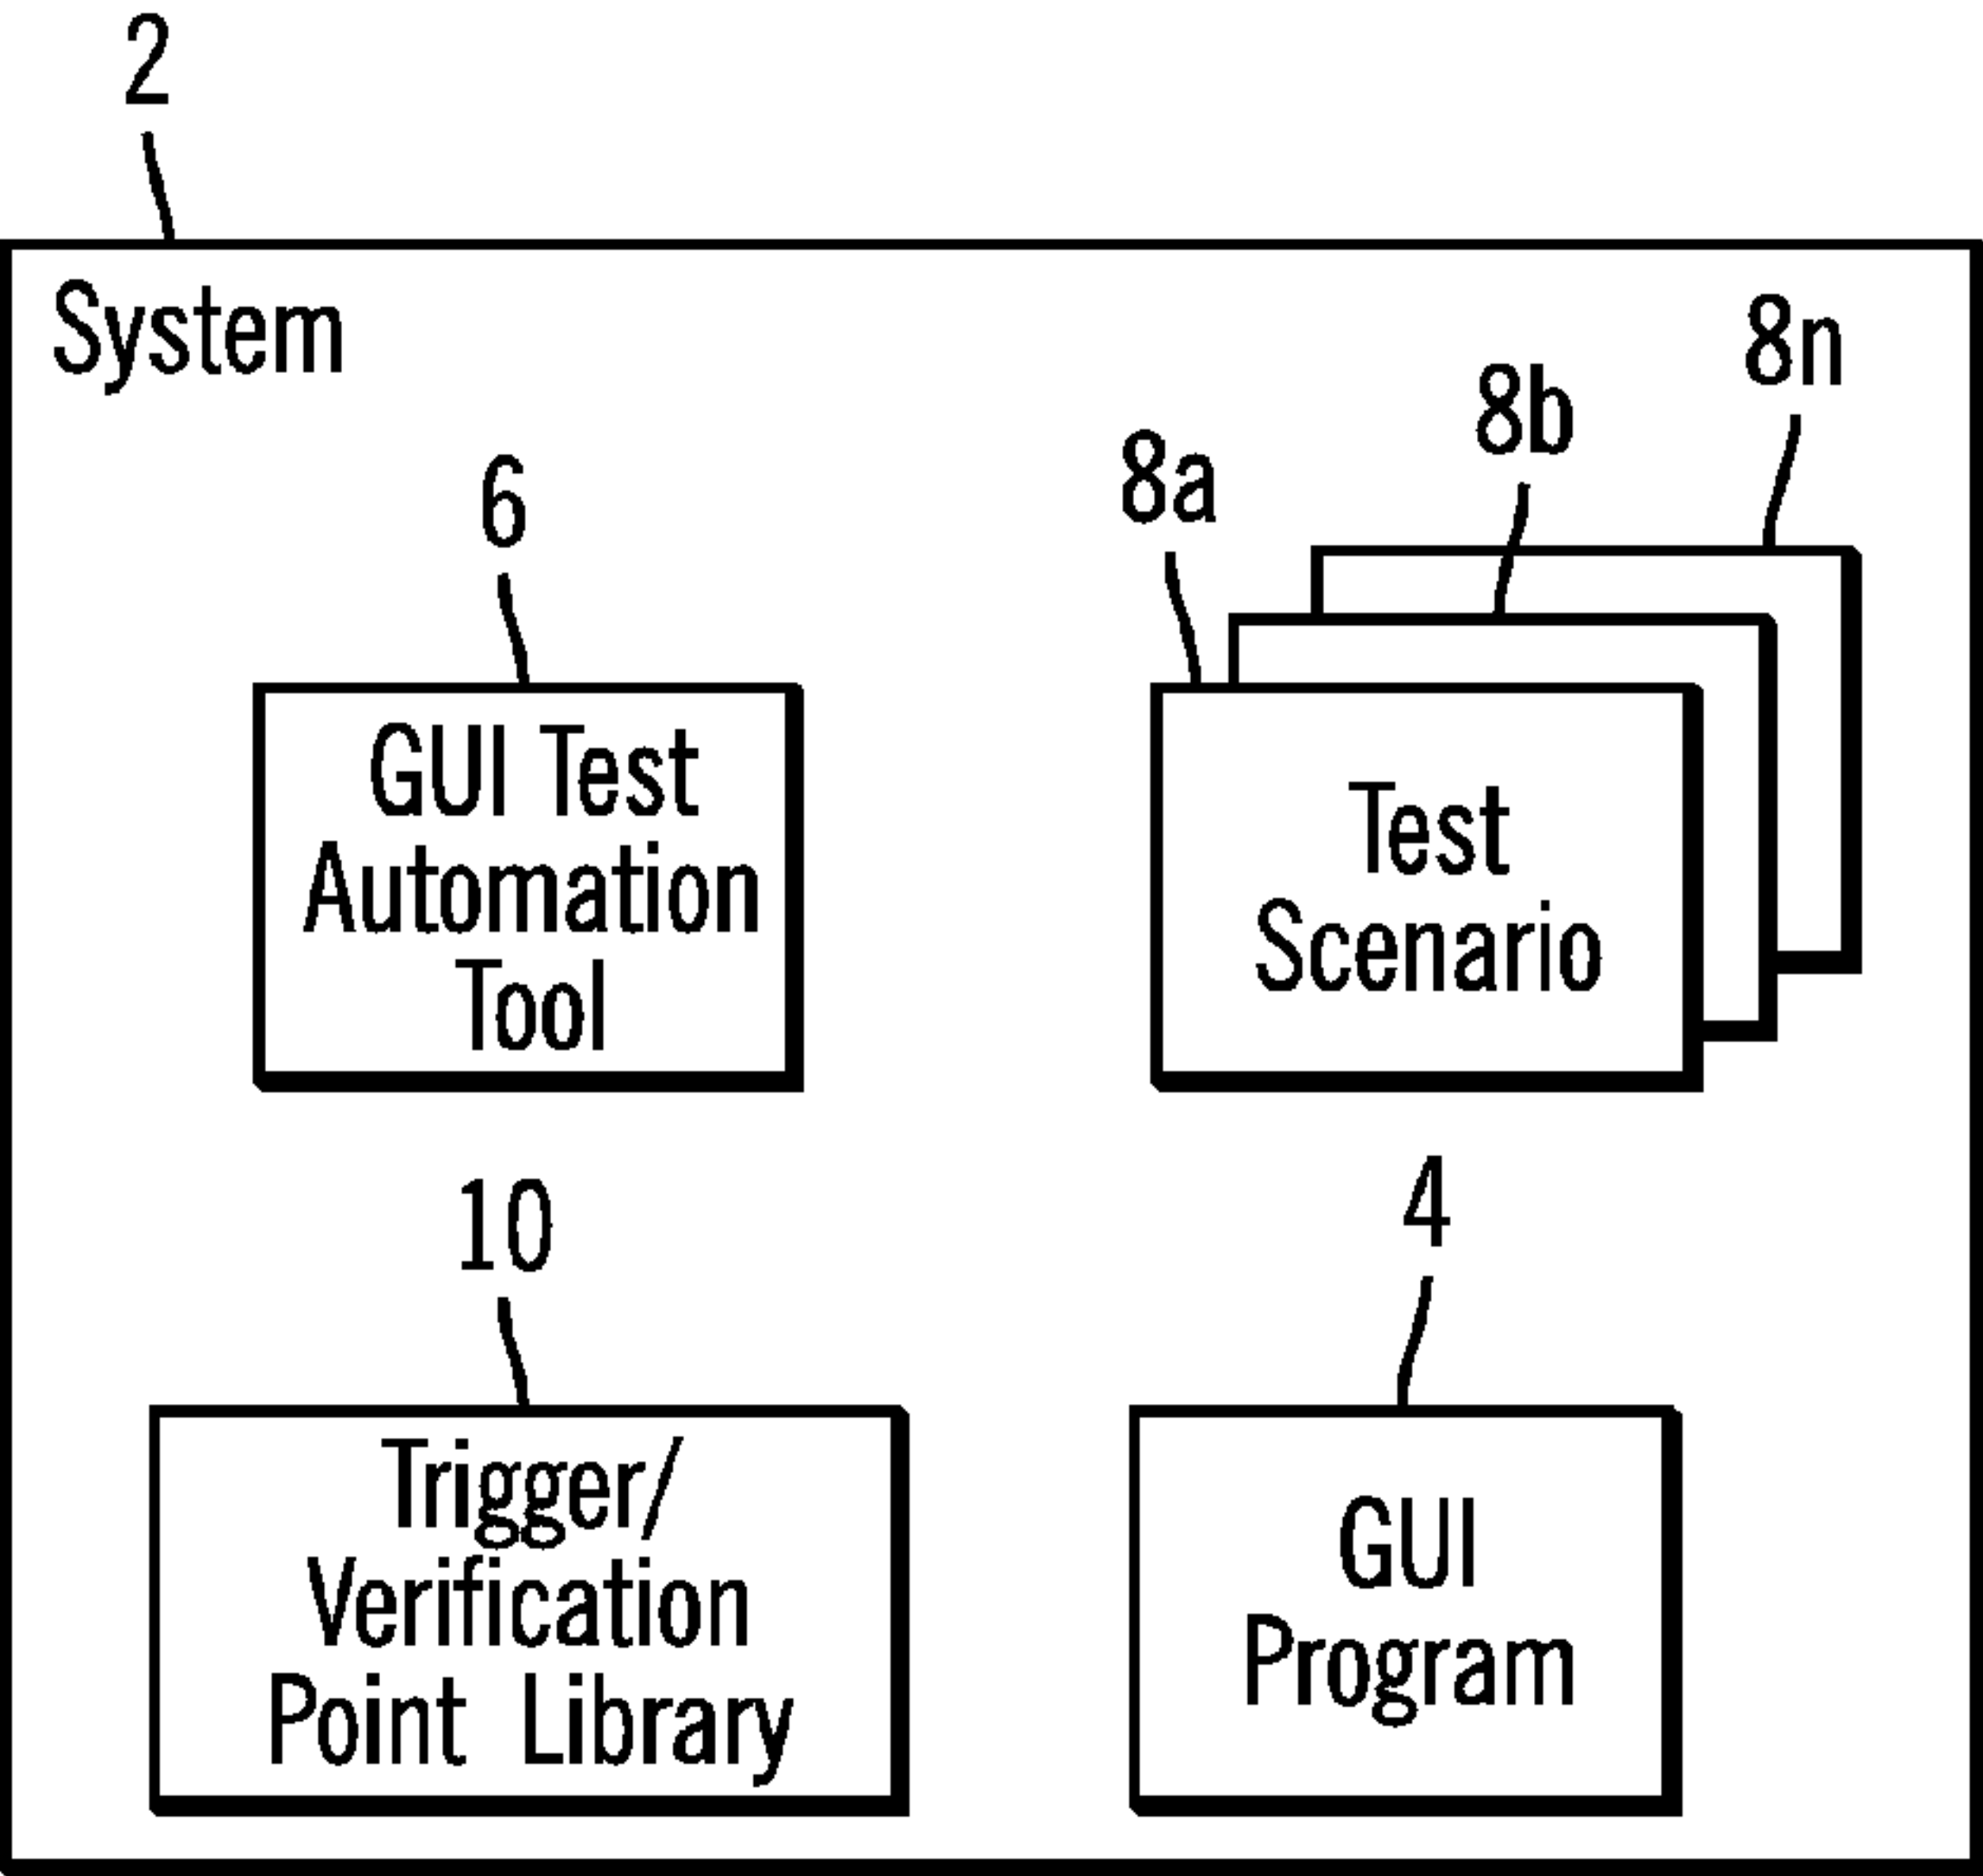 2
System
6
GUI Test
Automation
Tool
8a
8b
8n
Test
Scenario
10
Trigger/
Verification
Point Library
4
GUI
Program